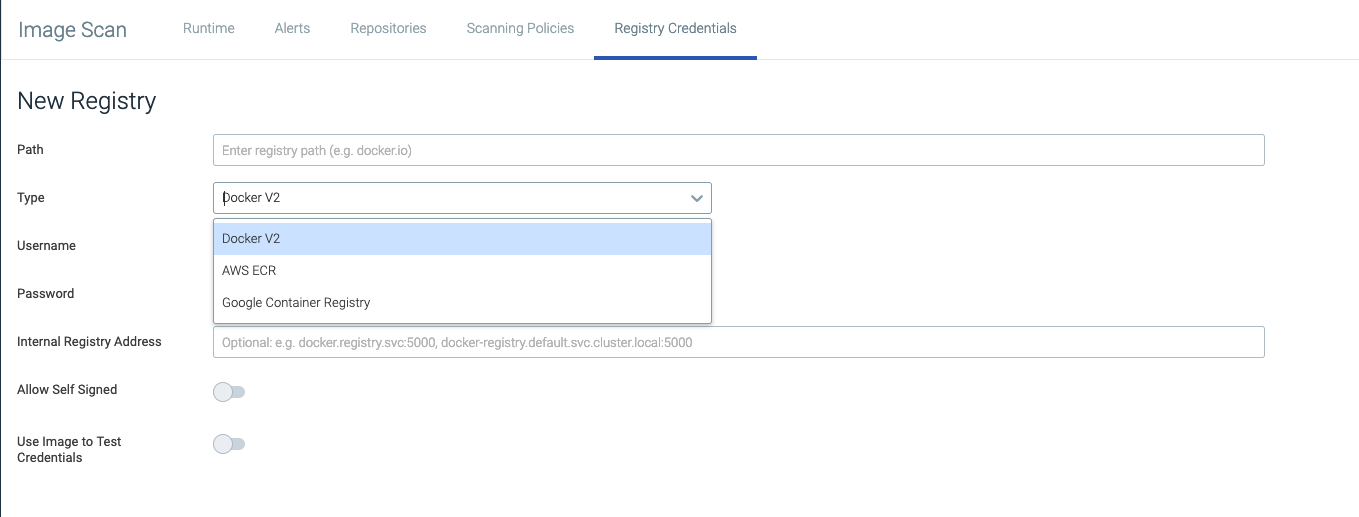 Image Scan
Runtime
Alerts
Repositories
Scanning Policies
Registry Credentials
New Registry
Path
Enter registry path (e.g. docker.io)
Type
Docker V2
Docker V2
AWS ECR
Google Container Registry
Username
Password
Internal Registry Address
Optional: e.g. docker.registry.svc:5000, docker-registry.default.svc.cluster.local:5000
Allow Self Signed
Use Image to Test
Credentials